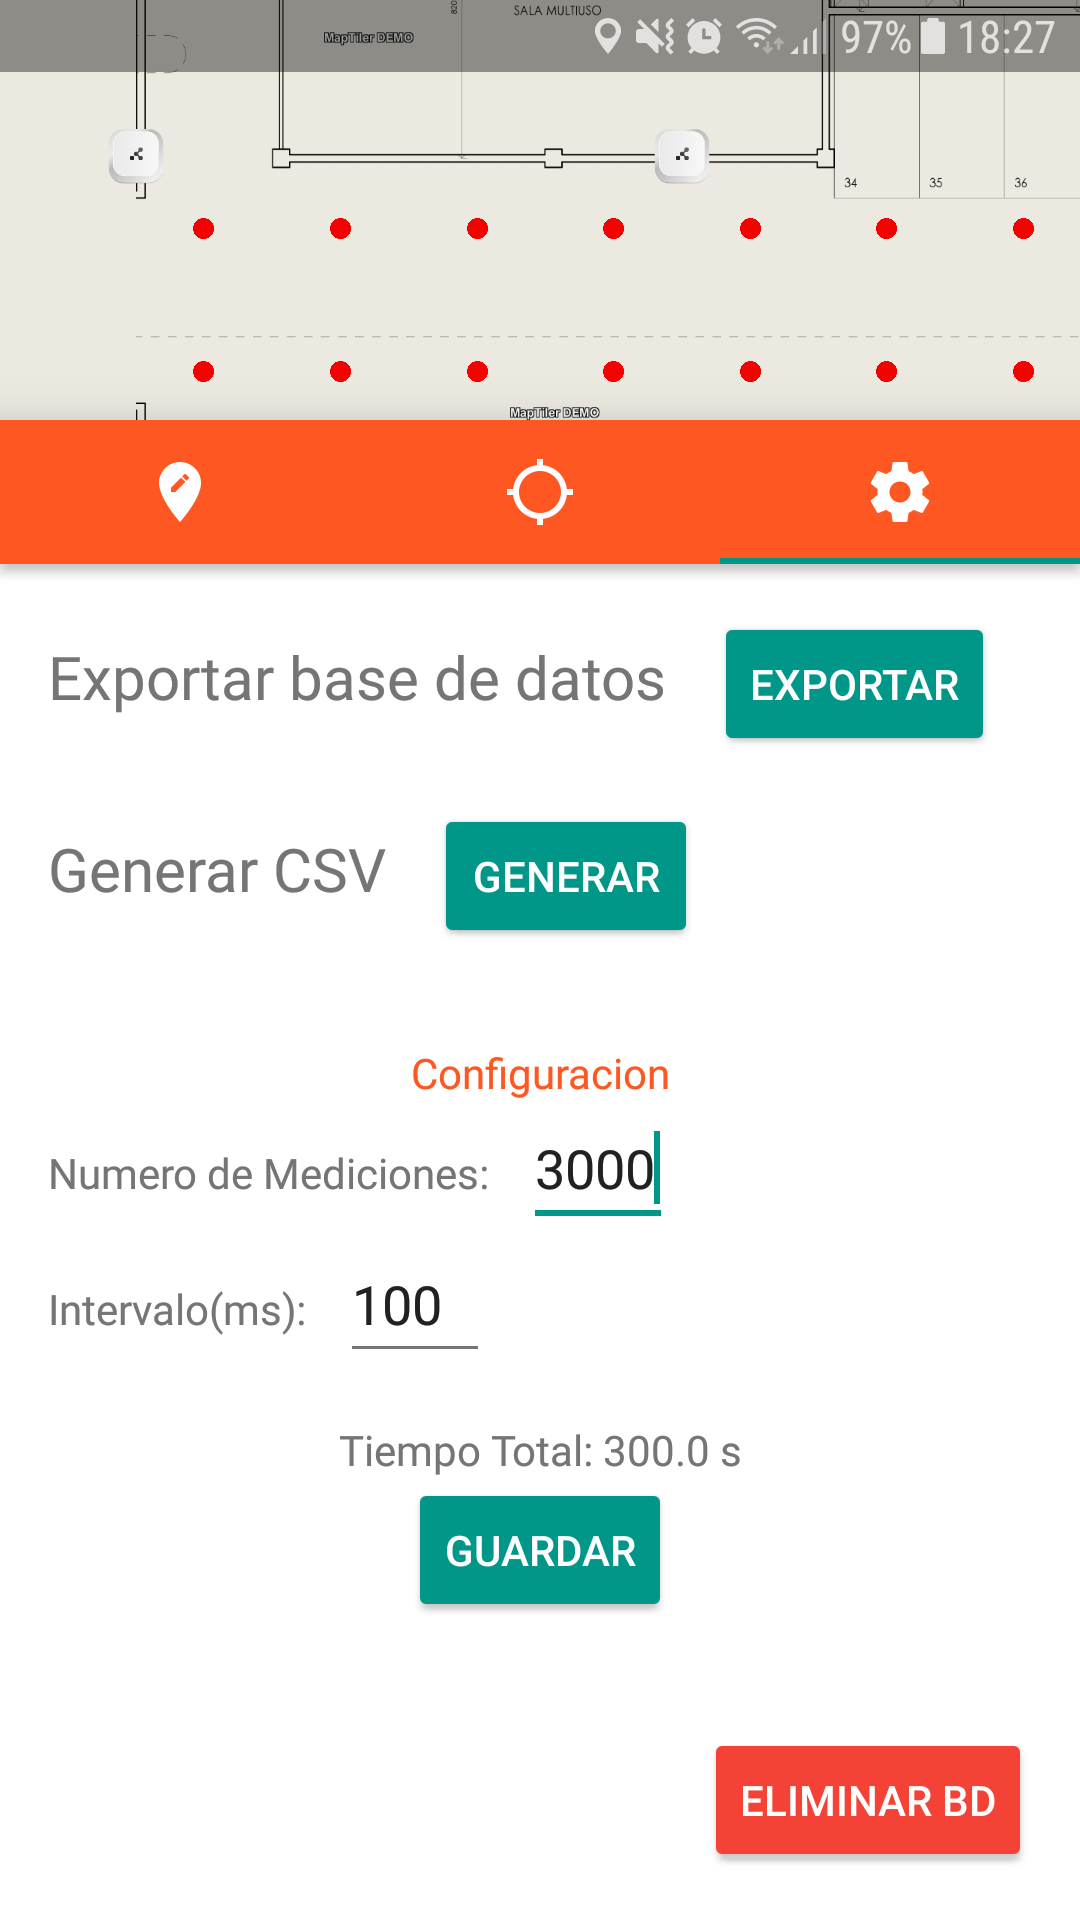 820
SALA MULTIUSO
MapTiler DEMO
97% 18:27
34 35 36
MapTiler DEMO
Exportar base de datos EXPORTAR
Generar CSV GENERAR
Configuracion
Numero de Mediciones: 3000
Intervalo(ms): 100
Tiempo Total: 300.0 s
GUARDAR
ELIMINAR BD